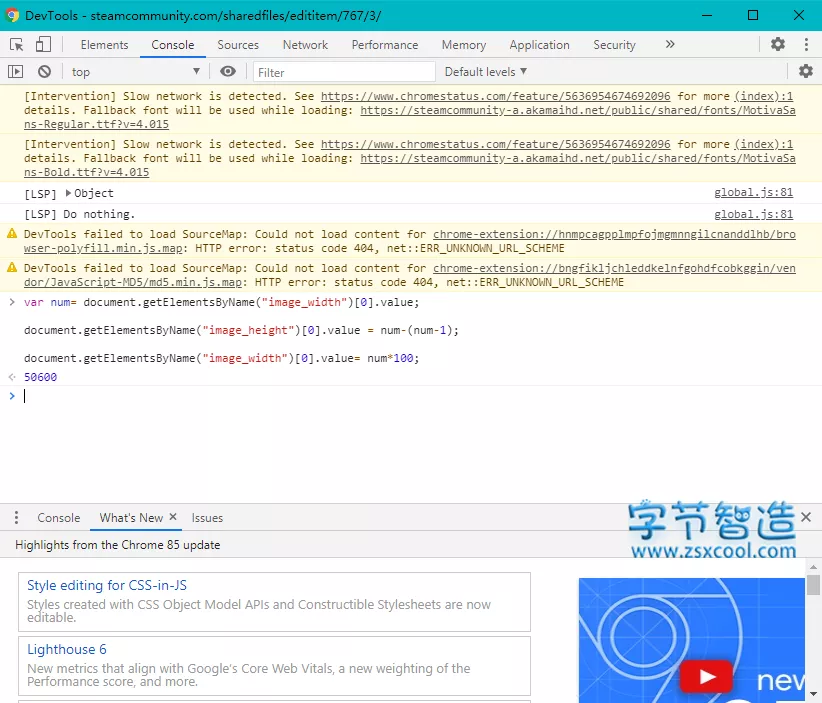 DevTools - steamcommunity.com/sharedfiles/edititem/767/3/
Elements Console Sources Network Performance Memory Application Security
top Filter Default levels
[Intervention] Slow network is detected. See https://www.chromestatus.com/feature/5636954674692096 for more (index):1
details. Fallback font will be used while loading: https://steamcommunity-a.akamaihd.net/public/shared/fonts/MotivaSa
ns-Regular.ttf?v=4.015
[Intervention] Slow network is detected. See https://www.chromestatus.com/feature/5636954674692096 for more (index):1
details. Fallback font will be used while loading: https://steamcommunity-a.akamaihd.net/public/shared/fonts/MotivaSa
ns-Bold.ttf?v=4.015
[LSP] Object global.js:81
[LSP] Do nothing. global.js:81
DevTools failed to load SourceMap: Could not load content for chrome-extension://hnmpcagpplmpfojmgmnngilcnanddlhb/bro
wser-polyfill.min.js.map: HTTP error: status code 404, net::ERR_UNKNOWN_URL_SCHEME
DevTools failed to load SourceMap: Could not load content for chrome-extension://bngfikljchleddkelnfgohdfcobkggin/ven
dor/JavaScript-MD5/md5.min.js.map: HTTP error: status code 404, net::ERR_UNKNOWN_URL_SCHEME
var num= document.getElementsByName("image_width")[0].value;
document.getElementsByName("image_height")[0].value = num-(num-1);
document.getElementsByName("image_width")[0].value= num*100;
50600
Console What's New Issues
字节智造
www.zsxcool.com
Highlights from the Chrome 85 update
Style editing for CSS-in-JS
Styles created with CSS Object Model APIs and Constructible Stylesheets are now
editable.
Lighthouse 6
New metrics that align with Google's Core Web Vitals, a new weighting of the
Performance score, and more.
new